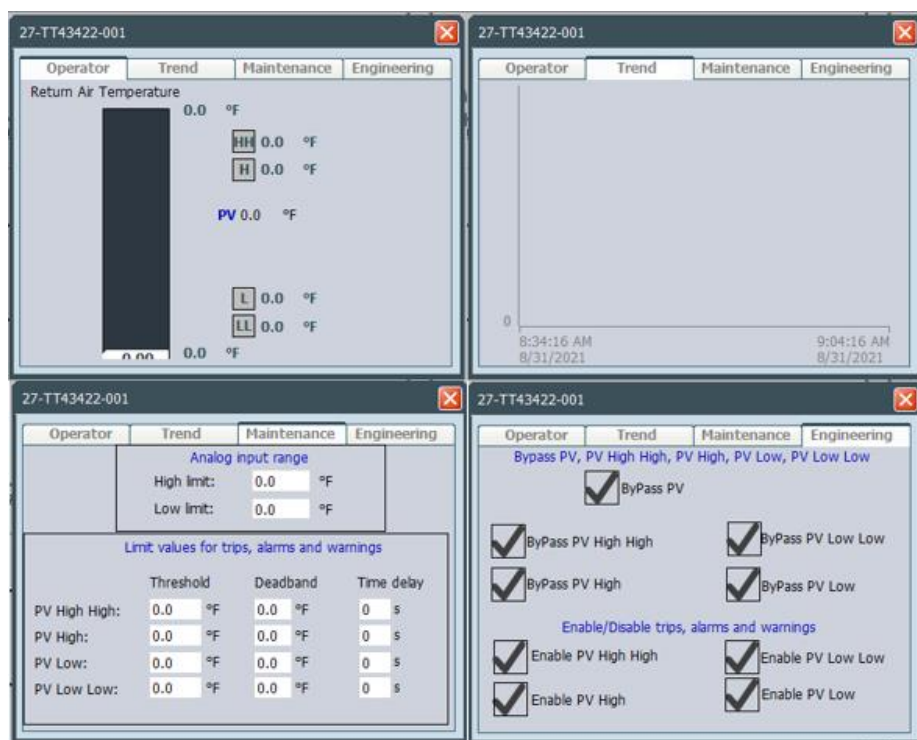 27-TT43422-001
Operator Trend Maintenance Engineering
Return Air Temperature
0.0 °F
HH 0.0 °F
H 0.0 °F
PV 0.0 °F
L 0.0 °F
LL 0.0 °F
0.00 0.0 °F
27-TT43422-001
Operator Trend Maintenance Engineering
0
8:34:16 AM 9:04:16 AM
8/31/2021 8/31/2021
27-TT43422-001
Operator Trend Maintenance Engineering
Analog input range
High limit: 0.0 °F
Low limit: 0.0 °F
Limit values for trips, alarms and warnings
Threshold Deadband Time delay
PV High High: 0.0 °F 0.0 °F 0 s
PV High: 0.0 °F 0.0 °F 0 s
PV Low: 0.0 °F 0.0 °F 0 s
PV Low Low: 0.0 °F 0.0 °F 0 s
27-TT43422-001
Operator Trend Maintenance Engineering
Bypass PV, PV High High, PV High, PV Low, PV Low Low
ByPass PV
ByPass PV High High ByPass PV Low Low
ByPass PV High ByPass PV Low
Enable/Disable trips, alarms and warnings
Enable PV High High Enable PV Low Low
Enable PV High Enable PV Low